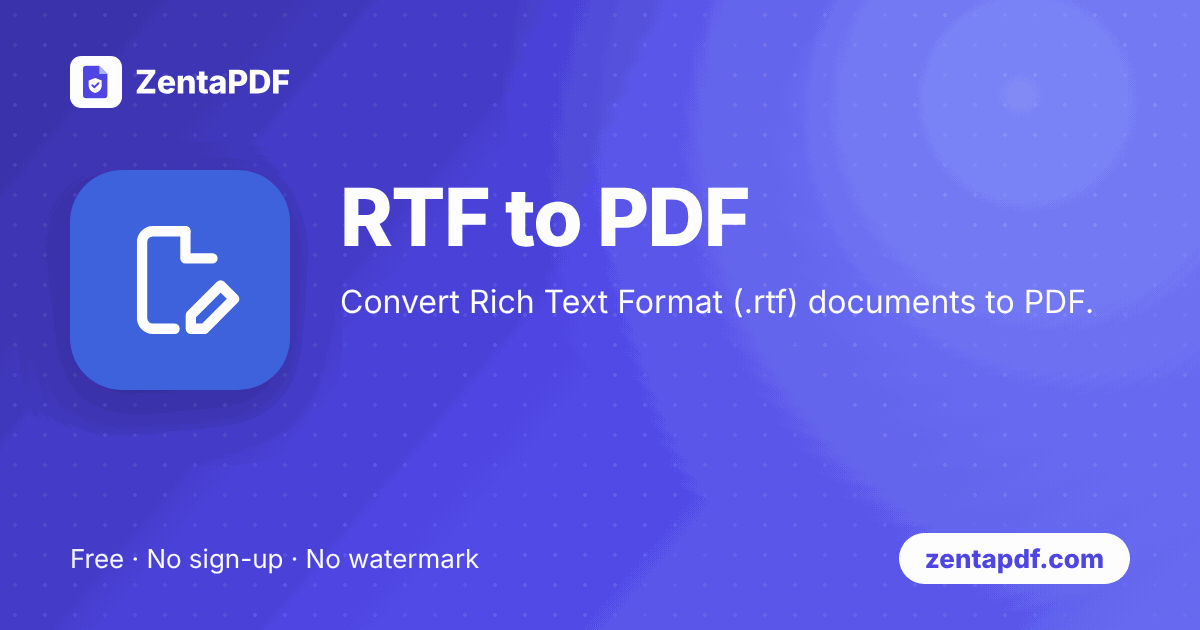 ZentaPDF
RTF to PDF
Convert Rich Text Format (.rtf) documents to PDF.
Free · No sign-up · No watermark
zentapdf.com